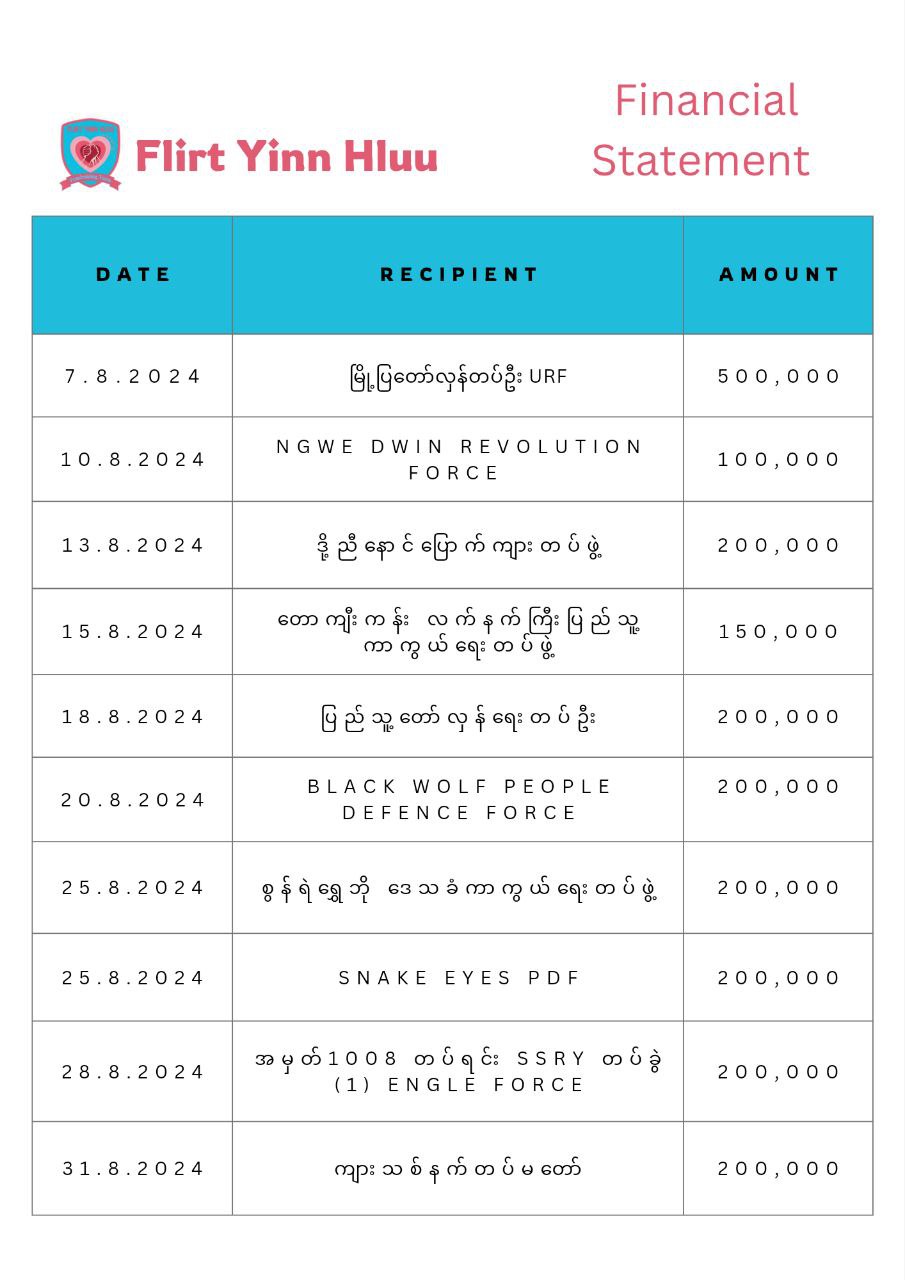 Flirt Yinn Hluu
Financial
Statement
DATE RECIPIENT AMOUNT
7.8.2024 မြို့ပြတော်လှန်တပ်ဦး URF 500,000
10.8.2024 NGWE DWIN REVOLUTION
FORCE 100,000
13.8.2024 ဒို့ညီနောင်ပြောက်ကျားတပ်ဖွဲ့ 200,000
15.8.2024 တောကျီးကန်း လက်နက်ကြီးပြည်သူ့
ကာကွယ်ရေးတပ်ဖွဲ့ 150,000
18.8.2024 ပြည်သူ့တော်လှန်ရေးတပ်ဦး 200,000
20.8.2024 BLACK WOLF PEOPLE
DEFENCE FORCE 200,000
25.8.2024 စွန်ရဲရွှေဘို ဒေသခံကာကွယ်ရေးတပ်ဖွဲ့ 200,000
25.8.2024 SNAKE EYES PDF 200,000
28.8.2024 အမှတ်1008 တပ်ရင်း SSRY တပ်ခွဲ
(1) ENGLE FORCE 200,000
31.8.2024 ကျားသစ်နက်တပ်မတော် 200,000